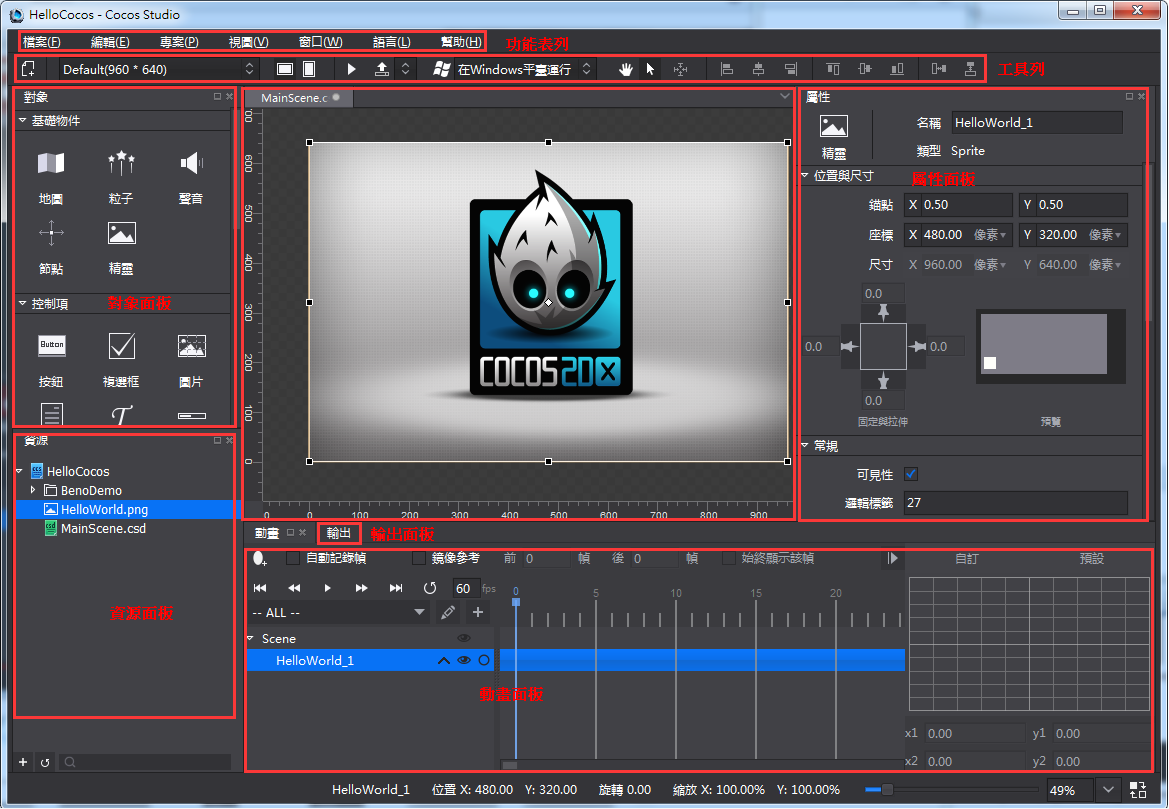 HelloCocos - Cocos Studio
檔案(F) 編輯(E) 專案(P) 視圖(V) 窗口(W) 語言(L) 幫助(H) 功能表列
Default(960 * 640) 在Windows平臺運行 工具列
對象
基礎物件
地圖 粒子 聲音
節點 精靈
控制項 對象面板
Button
按鈕 複選框 圖片
MainScene.c
700
600
500
400
300
200
100
0
COCOS2DX
0 100 200 300 400 500 600 700 800 900
屬性
精靈
名稱 HelloWorld_1
類型 Sprite
位置與尺寸 屬性面板
錨點 X 0.50 Y 0.50
座標 X 480.00 像素 Y 320.00 像素
尺寸 X 960.00 像素 Y 640.00 像素
0.0
0.0 0.0
0.0
固定與拉伸 預覽
常規
可見性
邏輯標籤 27
資源
HelloCocos
BenoDemo
HelloWorld.png
MainScene.csd
資源面板
動畫 輸出 輸出面板
自動記錄幀 鏡像參考 前 0 幀 後 0 幀 始終顯示該幀 自訂 預設
60 fps 0 5 10 15 20
-- ALL --
Scene
HelloWorld_1
動畫面板
x1 0.00 y1 0.00
x2 0.00 y2 0.00
HelloWorld_1 位置 X: 480.00 Y: 320.00 旋轉 0.00 縮放 X: 100.00% Y: 100.00% 49%